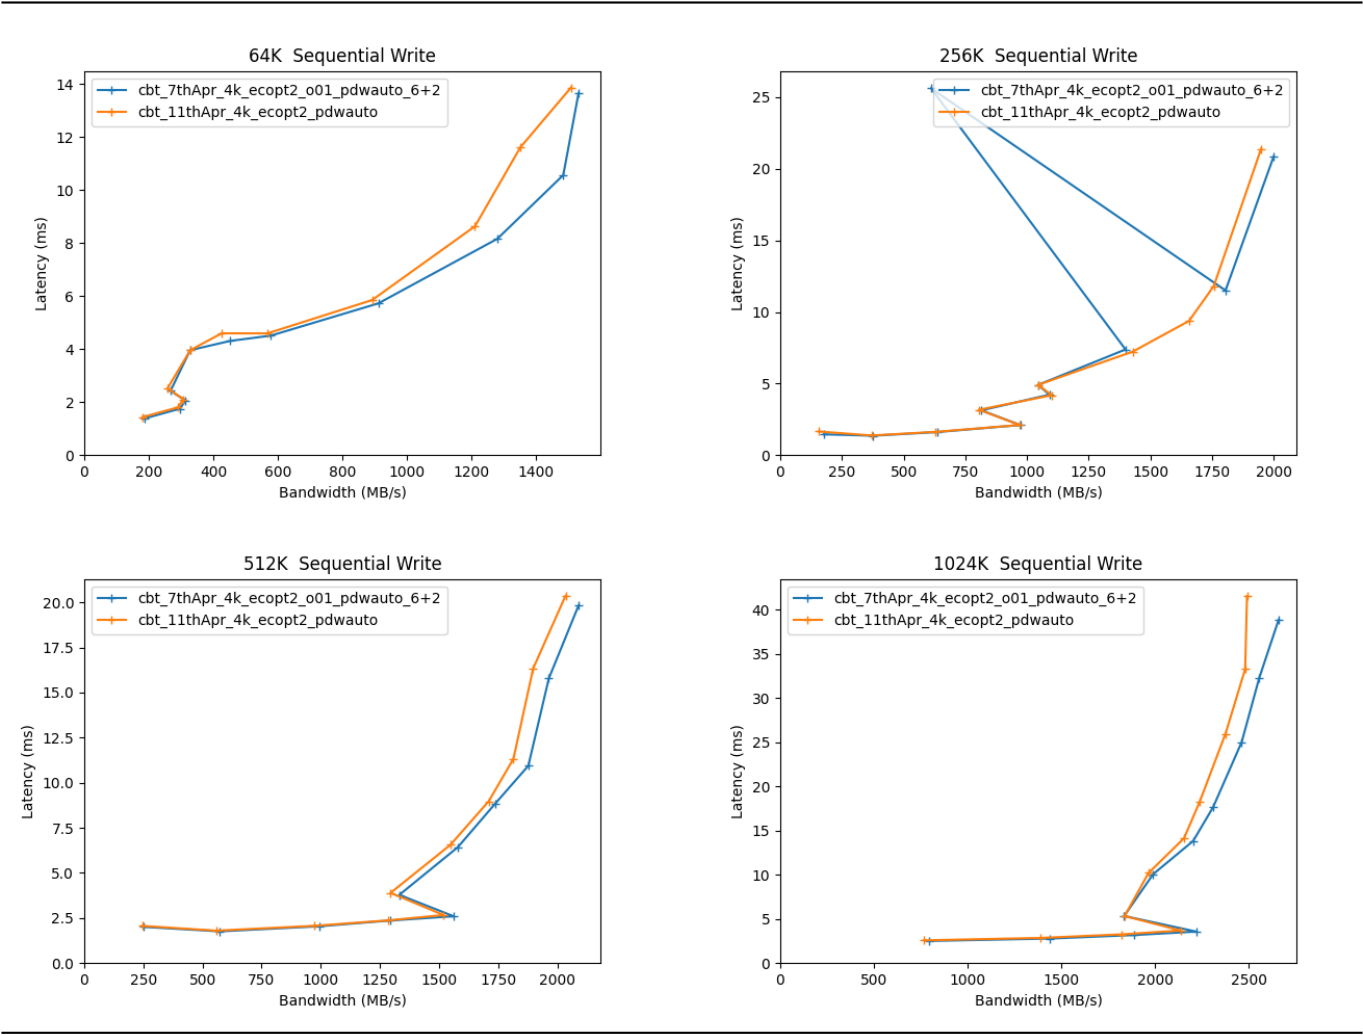 64K  Sequential Write
cbt_7thApr_4k_ecopt2_o01_pdwauto_6+2
cbt_11thApr_4k_ecopt2_pdwauto
14
12
10
8
6
4
2
0
Latency (ms)
0 200 400 600 800 1000 1200 1400
Bandwidth (MB/s)
256K  Sequential Write
cbt_7thApr_4k_ecopt2_o01_pdwauto_6+2
cbt_11thApr_4k_ecopt2_pdwauto
25
20
15
10
5
0
Latency (ms)
0 250 500 750 1000 1250 1500 1750 2000
Bandwidth (MB/s)
512K  Sequential Write
cbt_7thApr_4k_ecopt2_o01_pdwauto_6+2
cbt_11thApr_4k_ecopt2_pdwauto
20.0
17.5
15.0
12.5
10.0
7.5
5.0
2.5
0.0
Latency (ms)
0 250 500 750 1000 1250 1500 1750 2000
Bandwidth (MB/s)
1024K  Sequential Write
cbt_7thApr_4k_ecopt2_o01_pdwauto_6+2
cbt_11thApr_4k_ecopt2_pdwauto
40
35
30
25
20
15
10
5
0
Latency (ms)
0 500 1000 1500 2000 2500
Bandwidth (MB/s)